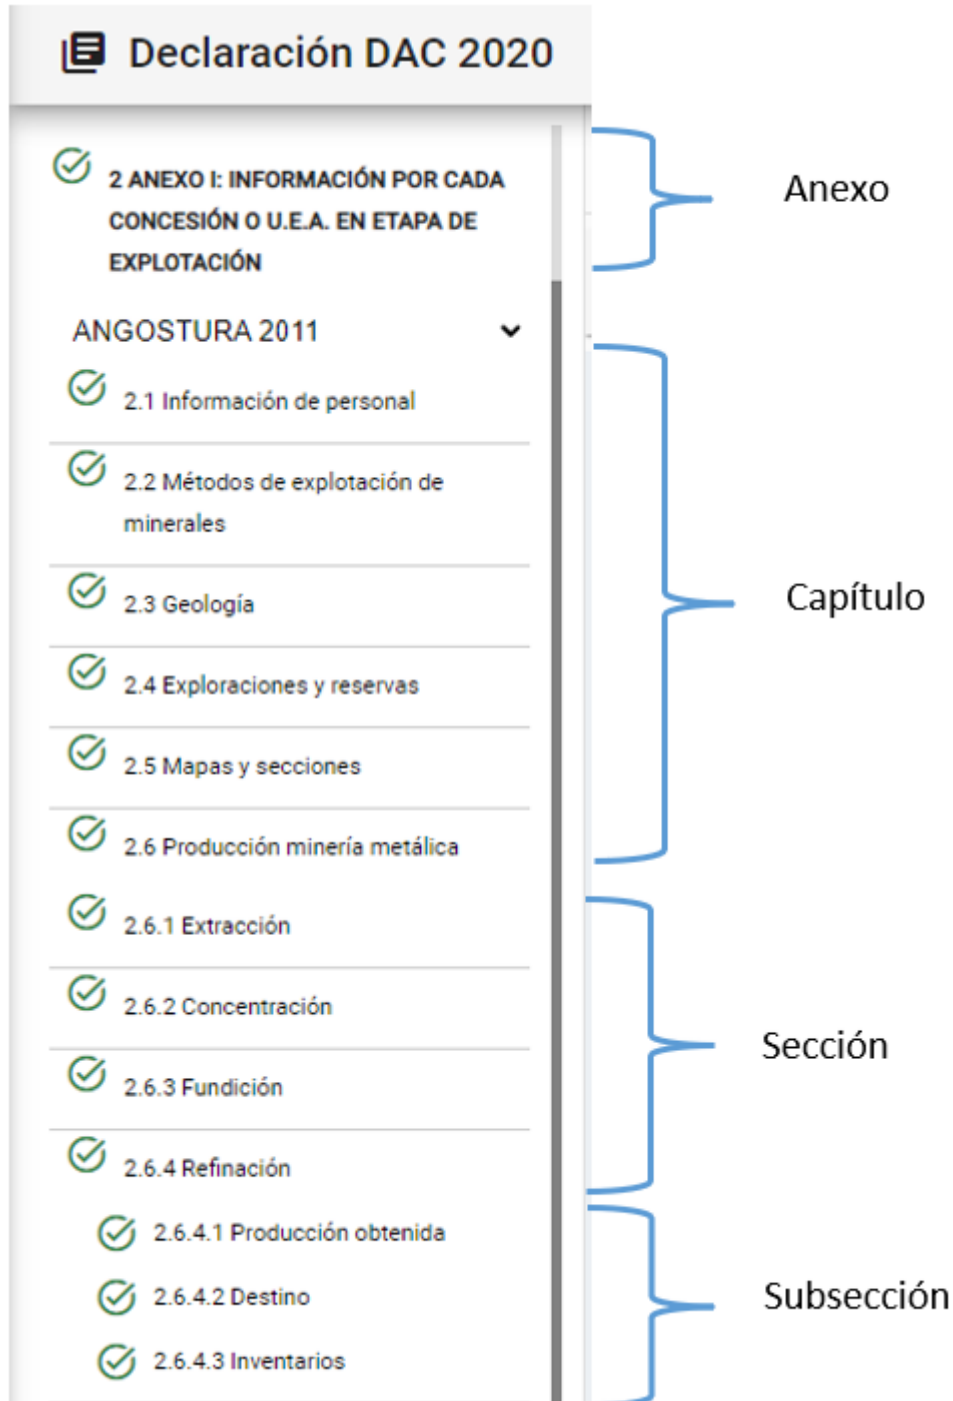 Declaración DAC 2020
2 ANEXO I: INFORMACIÓN POR CADA
CONCESIÓN O U.E.A. EN ETAPA DE
EXPLOTACIÓN
Anexo
ANGOSTURA 2011
2.1 Información de personal
2.2 Métodos de explotación de
minerales
2.3 Geología
2.4 Exploraciones y reservas
2.5 Mapas y secciones
2.6 Producción minería metálica
Capítulo
2.6.1 Extracción
2.6.2 Concentración
2.6.3 Fundición
2.6.4 Refinación
Sección
2.6.4.1 Producción obtenida
2.6.4.2 Destino
2.6.4.3 Inventarios
Subsección